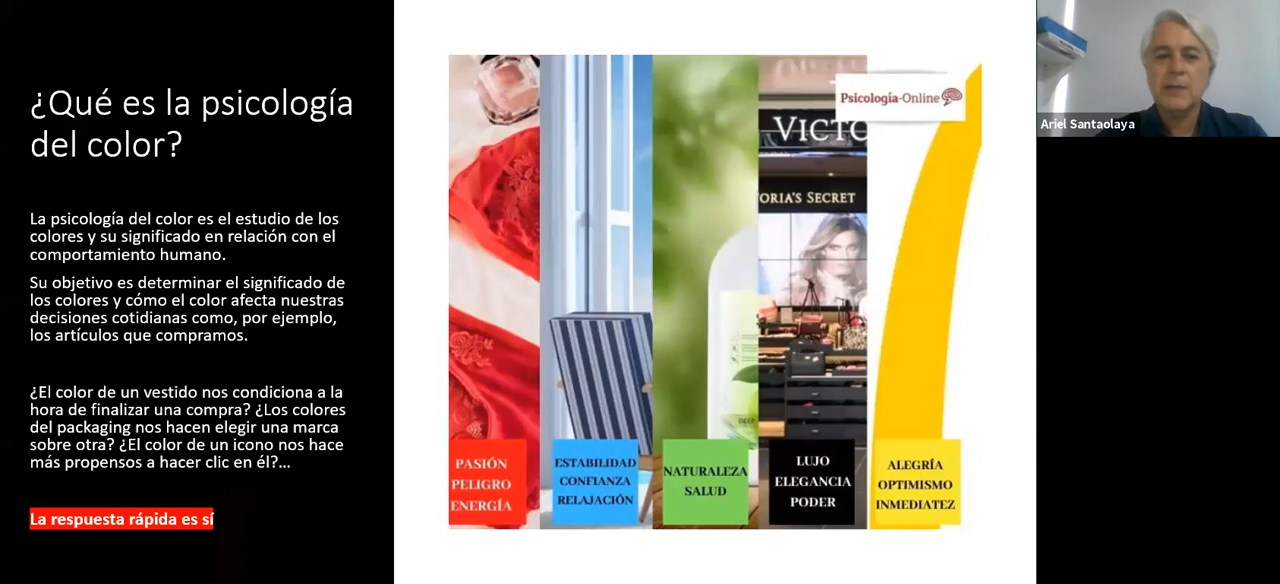 ¿Qué es la psicología
del color?
La psicología del color es el estudio de los
colores y su significado en relación con el
comportamiento humano.
Su objetivo es determinar el significado de
los colores y cómo el color afecta nuestras
decisiones cotidianas como, por ejemplo,
los artículos que compramos.
¿El color de un vestido nos condiciona a la
hora de finalizar una compra? ¿Los colores
del packaging nos hacen elegir una marca
sobre otra? ¿El color de un icono nos hace
más propensos a hacer clic en él?...
La respuesta rápida es sí
Psicología-Online
VICTO
ORIA'S SECRET
PASIÓN
PELIGRO
ENERGÍA
ESTABILIDAD
CONFIANZA
RELAJACIÓN
NATURALEZA
SALUD
LUJO
ELEGANCIA
PODER
ALEGRÍA
OPTIMISMO
INMEDIATEZ
Ariel Santaolaya